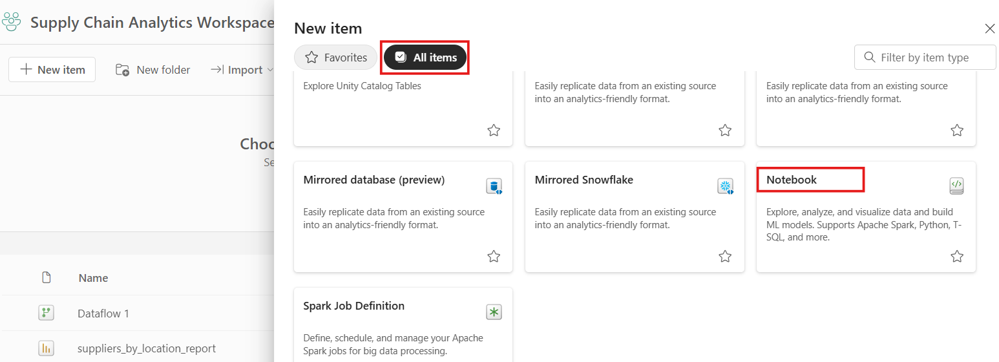 Supply Chain Analytics Workspace
New item
New folder
Import
Choo
Se
Name
Dataflow 1
suppliers_by_location_report
New item
Favorites
All items
Filter by item type
Explore Unity Catalog Tables
Easily replicate data from an existing source
into an analytics-friendly format.
Easily replicate data from an existing source
into an analytics-friendly format.
Mirrored database (preview)
Easily replicate data from an existing source
into an analytics-friendly format.
Mirrored Snowflake
Easily replicate data from an existing source
into an analytics-friendly format.
Notebook
Explore, analyze, and visualize data and build
ML models. Supports Apache Spark, Python, T-
SQL, and more.
Spark Job Definition
Define, schedule, and manage your Apache
Spark jobs for big data processing.